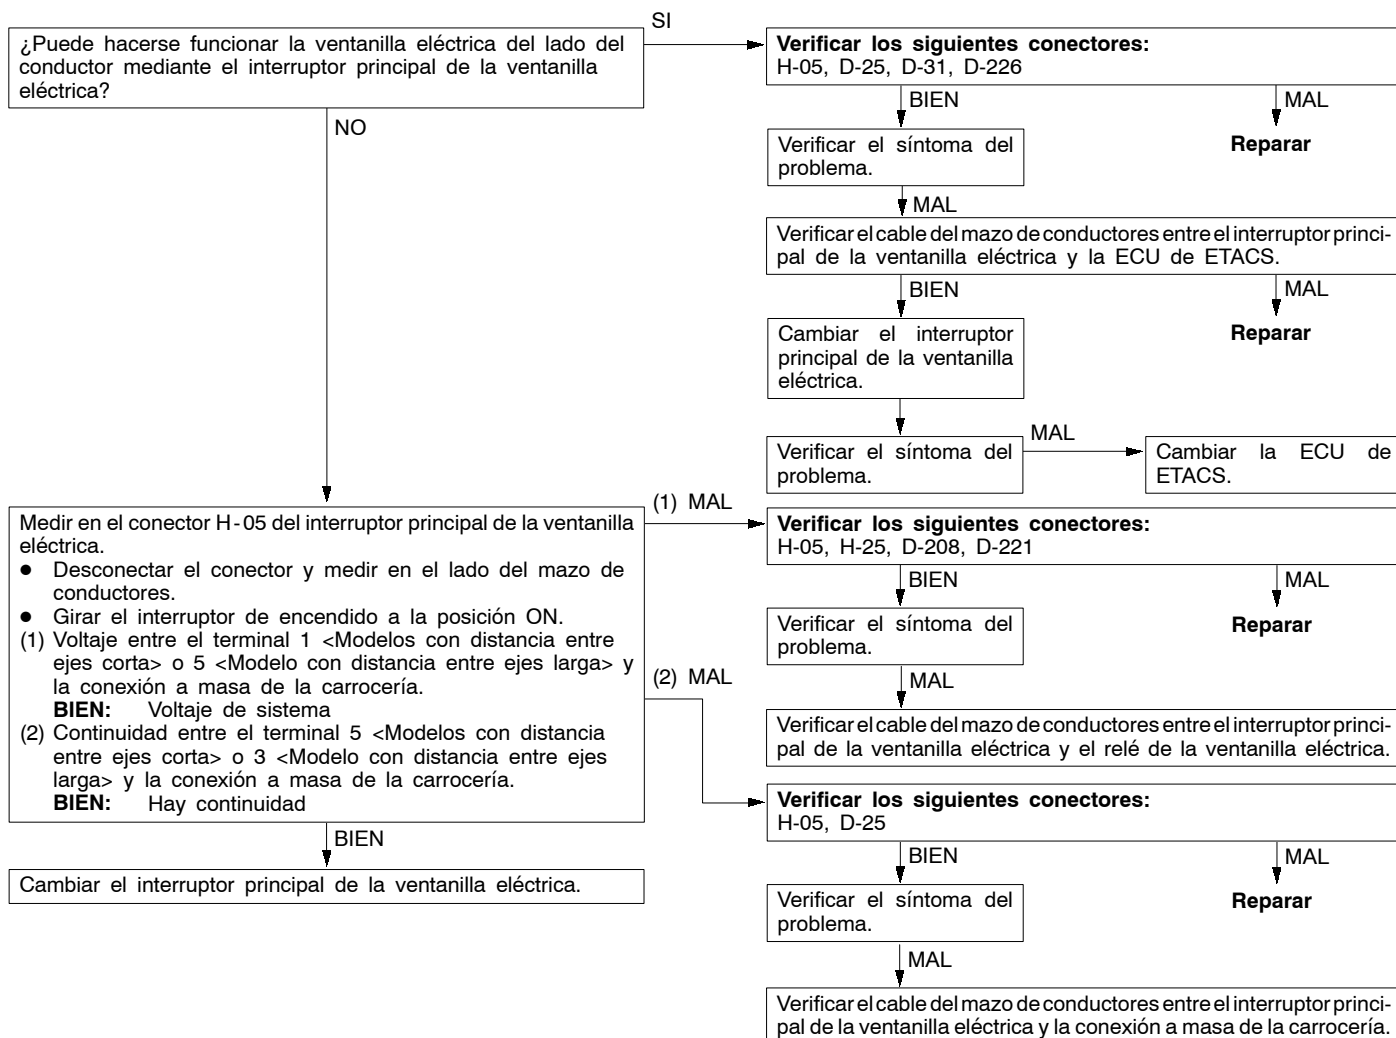 SI
¿Puede hacerse funcionar la ventanilla eléctrica del lado del
conductor mediante el interruptor principal de la ventanilla
eléctrica?
Verificar los siguientes conectores:
H-05, D-25, D-31, D-226
NO
BIEN
MAL
Verificar el síntoma del
problema.
Reparar
MAL
Verificar el cable del mazo de conductores entre el interruptor princi-
pal de la ventanilla eléctrica y la ECU de ETACS.
BIEN
MAL
Cambiar el interruptor
principal de la ventanilla
eléctrica.
Reparar
Verificar el síntoma del
problema.
MAL
Cambiar la ECU de
ETACS.
Medir en el conector H-05 del interruptor principal de la ventanilla
eléctrica.
● Desconectar el conector y medir en el lado del mazo de
conductores.
● Girar el interruptor de encendido a la posición ON.
(1) Voltaje entre el terminal 1 <Modelos con distancia entre
ejes corta> o 5 <Modelo con distancia entre ejes larga> y
la conexión a masa de la carrocería.
BIEN: Voltaje de sistema
(2) Continuidad entre el terminal 5 <Modelos con distancia
entre ejes corta> o 3 <Modelo con distancia entre ejes
larga> y la conexión a masa de la carrocería.
BIEN: Hay continuidad
(1) MAL
Verificar los siguientes conectores:
H-05, H-25, D-208, D-221
BIEN
MAL
Verificar el síntoma del
problema.
Reparar
MAL
Verificar el cable del mazo de conductores entre el interruptor princi-
pal de la ventanilla eléctrica y el relé de la ventanilla eléctrica.
(2) MAL
Verificar los siguientes conectores:
H-05, D-25
BIEN
MAL
Verificar el síntoma del
problema.
Reparar
MAL
Verificar el cable del mazo de conductores entre el interruptor princi-
pal de la ventanilla eléctrica y la conexión a masa de la carrocería.
BIEN
Cambiar el interruptor principal de la ventanilla eléctrica.